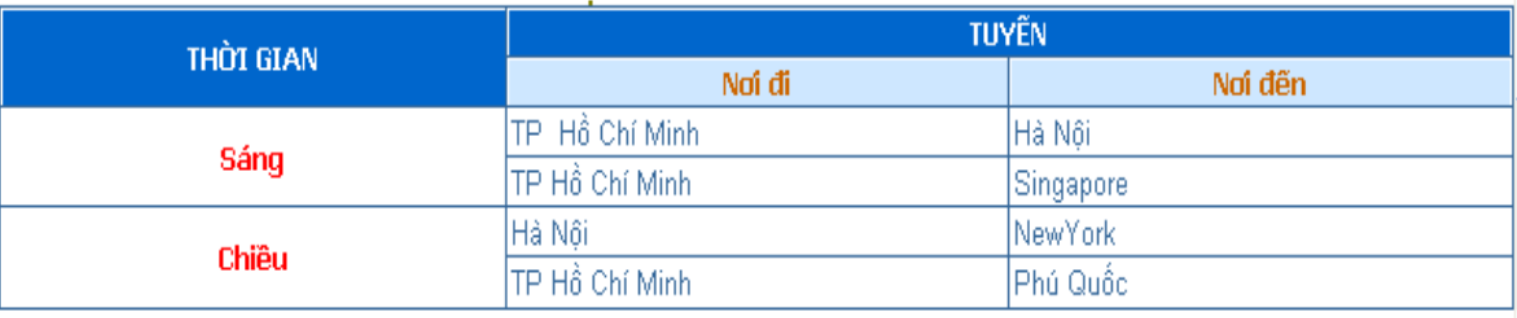 THỜI GIAN
TUYẾN
Nơi đi
Nơi đến
Sáng
TP Hồ Chí Minh
Hà Nội
TP Hồ Chí Minh
Singapore
Chiều
Hà Nội
NewYork
TP Hồ Chí Minh
Phú Quốc